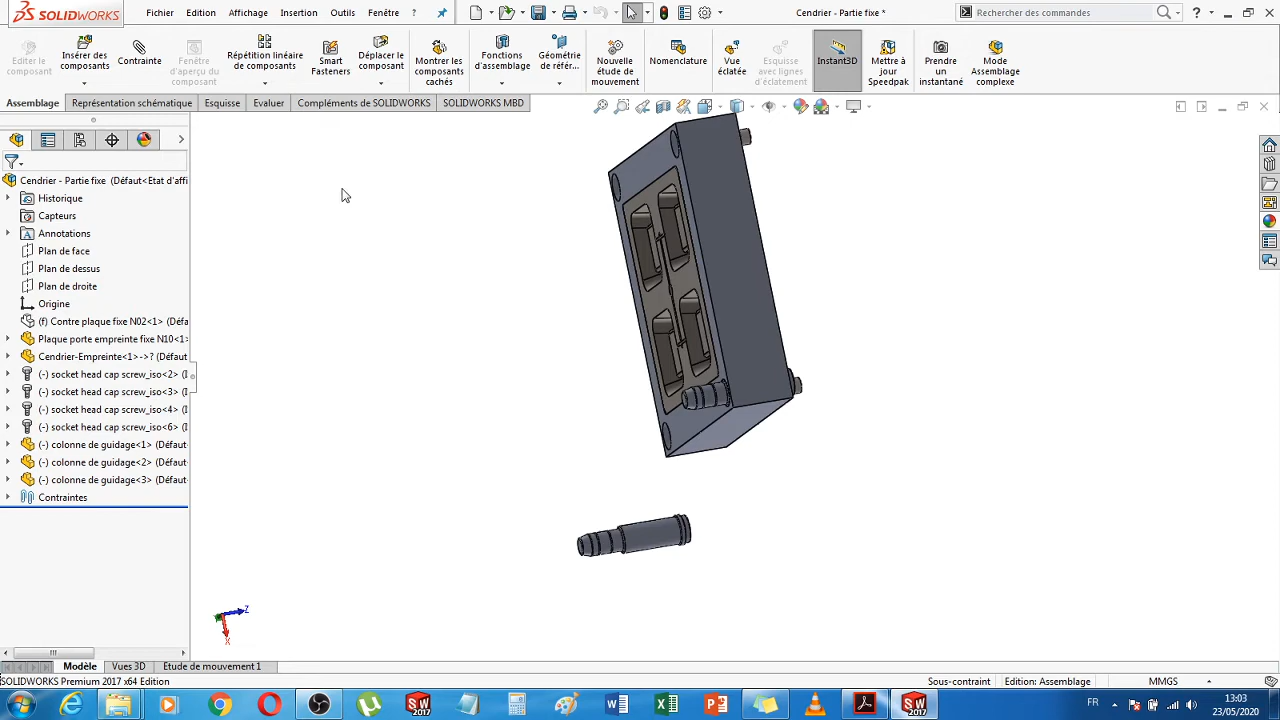 SOLIDWORKS
Fichier Edition Affichage Insertion Outils Fenêtre ?
Cendrier - Partie fixe *
Rechercher des commandes
Editer le composant
Insérer des composants
Contrainte
Fenêtre d'aperçu du composant
Répétition linéaire de composants
Smart Fasteners
Déplacer le composant
Montrer les composants cachés
Fonctions d'assemblage
Géométrie de référ...
Nouvelle étude de mouvement
Nomenclature
Vue éclatée
Esquisse avec lignes d'éclatement
Instant3D
Mettre à jour Speedpak
Prendre un instantané
Mode Assemblage complexe
Assemblage Représentation schématique Esquisse Evaluer Compléments de SOLIDWORKS SOLIDWORKS MBD
Cendrier - Partie fixe (Défaut<Etat d'affi
Historique
Capteurs
Annotations
Plan de face
Plan de dessus
Plan de droite
Origine
(f) Contre plaque fixe N02<1> (Défa
Plaque porte empreinte fixe N10<1>
Cendrier-Empreinte<1>->? (Défaut
(-) socket head cap screw_iso<2> (I
(-) socket head cap screw_iso<3> (I
(-) socket head cap screw_iso<4> (I
(-) socket head cap screw_iso<6> (I
(-) colonne de guidage<1> (Défaut
(-) colonne de guidage<2> (Défaut
(-) colonne de guidage<3> (Défaut
Contraintes
Z
X
Modèle Vues 3D Etude de mouvement 1
SOLIDWORKS Premium 2017 x64 Edition
Sous-contraint Edition: Assemblage MMGS
FR
13:03
23/05/2020